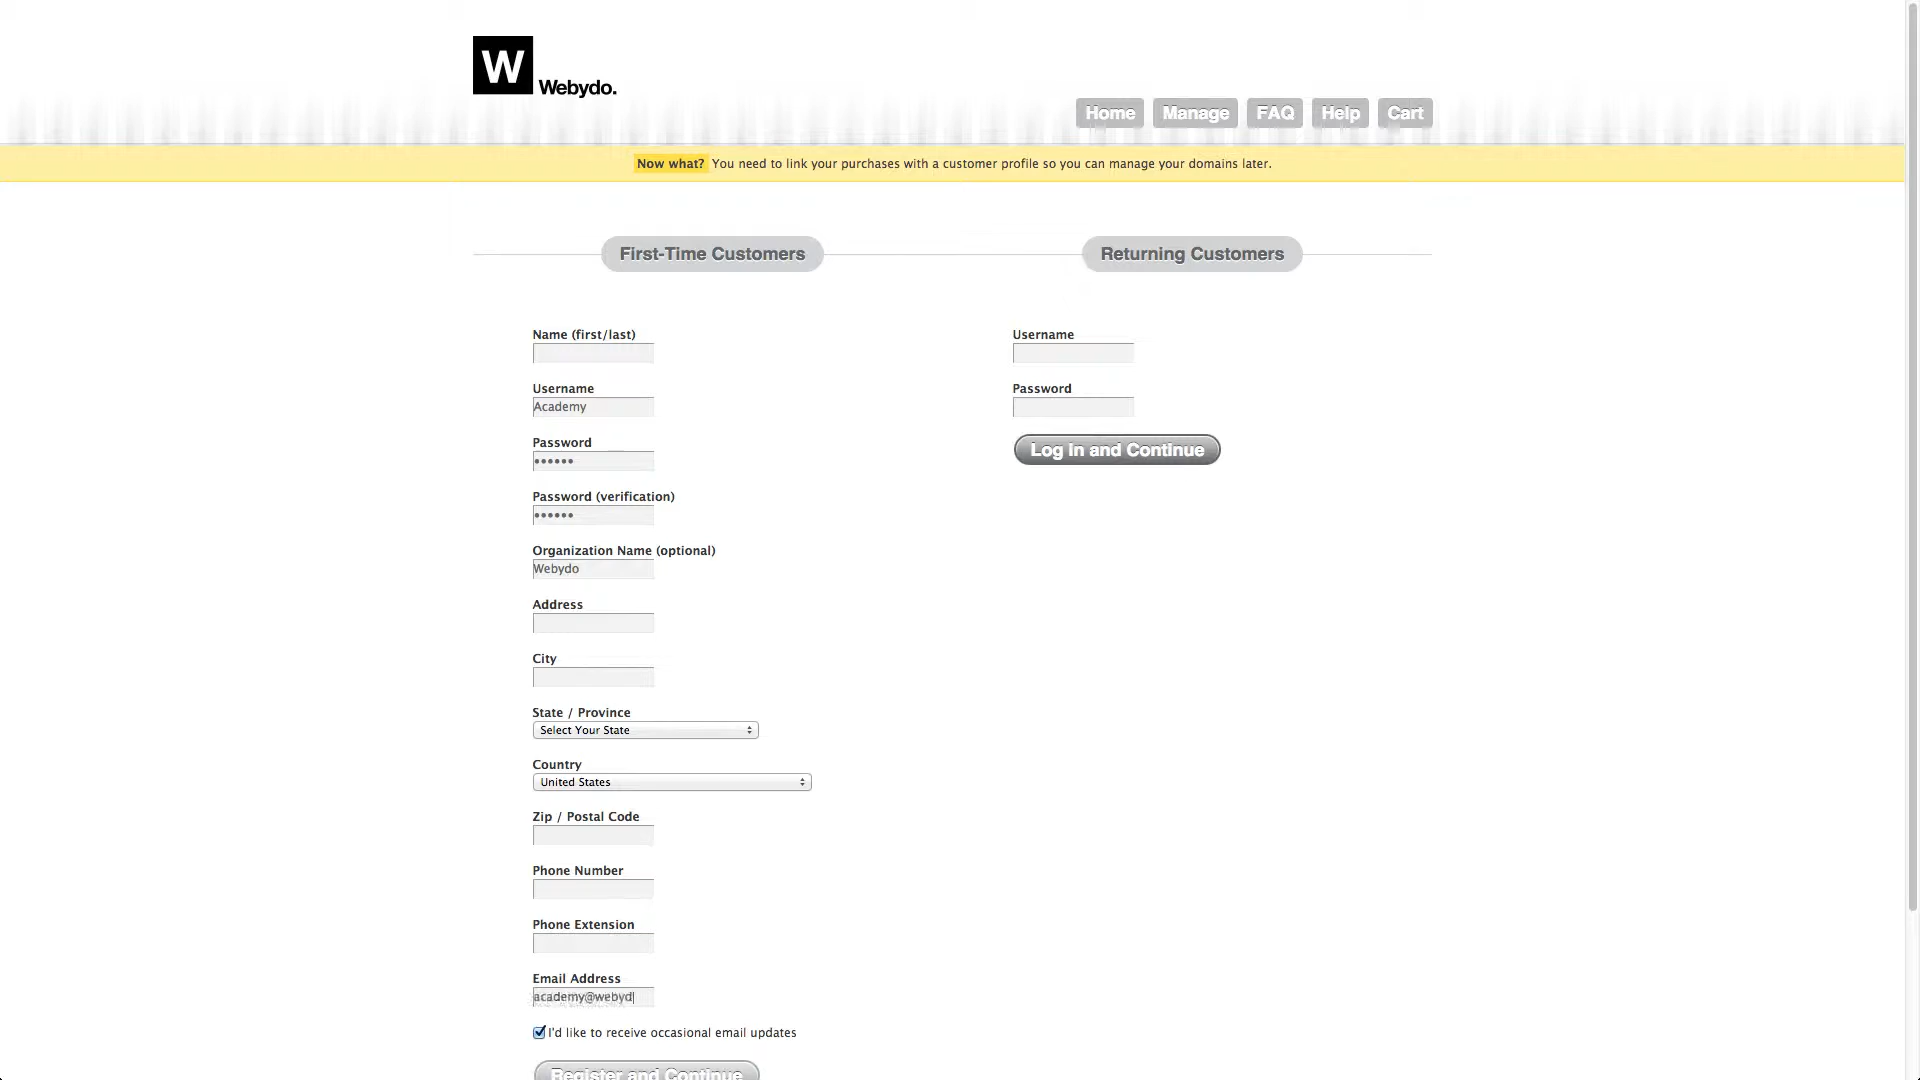 W Webydo.
Home Manage FAQ Help Cart
Now what? You need to link your purchases with a customer profile so you can manage your domains later.
First-Time Customers
Name (first/last)
Username
Academy
Password
••••••
Password (verification)
••••••
Organization Name (optional)
Webydo
Address
City
State / Province
Select Your State
Country
United States
Zip / Postal Code
Phone Number
Phone Extension
Email Address
academy@webyd
I'd like to receive occasional email updates
Register and Continue
Returning Customers
Username
Password
Log In and Continue